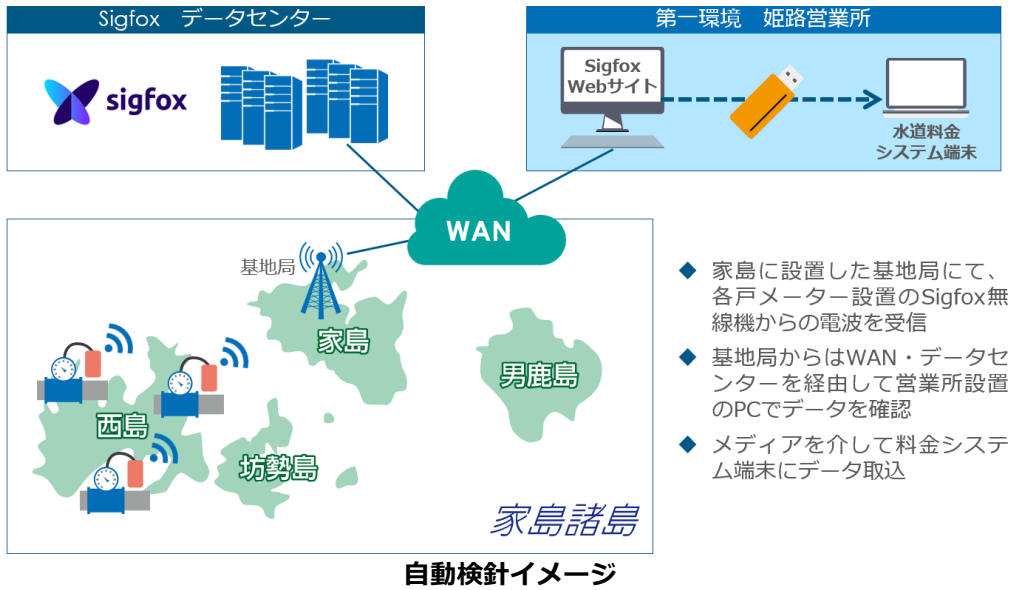 Sigfox データセンター
sigfox
第一環境 姫路営業所
Sigfox
Webサイト
水道料金
システム端末
WAN
基地局
家島
男鹿島
西島
坊勢島
家島諸島
◆ 家島に設置した基地局にて、
各戸メーター設置のSigfox無
線機からの電波を受信
◆ 基地局からはWAN・データセ
ンターを経由して営業所設置
のPCでデータを確認
◆ メディアを介して料金システ
ム端末にデータ取込
自動検針イメージ